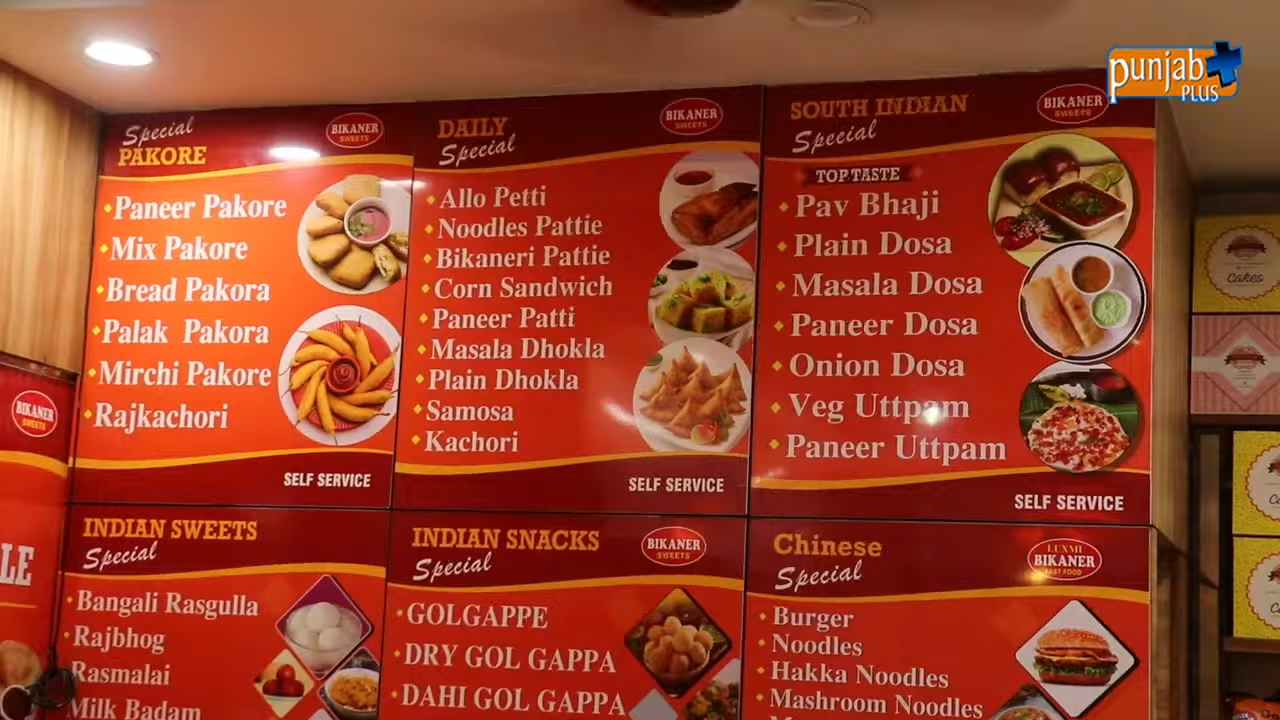 punjab
PLUS
Special
PAKORE
BIKANER
SWEETS
Paneer Pakore
Mix Pakore
Bread Pakora
Palak Pakora
Mirchi Pakore
Rajkachori
SELF SERVICE
DAILY
Special
BIKANER
SWEETS
Allo Petti
Noodles Pattie
Bikaneri Pattie
Corn Sandwich
Paneer Patti
Masala Dhokla
Plain Dhokla
Samosa
Kachori
SELF SERVICE
SOUTH INDIAN
Special
BIKANER
SWEETS
TOP TASTE
Pav Bhaji
Plain Dosa
Masala Dosa
Paneer Dosa
Onion Dosa
Veg Uttpam
Paneer Uttpam
SELF SERVICE
Cakes
BIKANER
SWEETS
LE
INDIAN SWEETS
Special
Bangali Rasgulla
Rajbhog
Rasmalai
Milk Badam
INDIAN SNACKS
Special
BIKANER
SWEETS
GOLGAPPE
DRY GOL GAPPA
DAHI GOL GAPPA
Chinese
Special
LUXMI
BIKANER
FAST FOOD
Burger
Noodles
Hakka Noodles
Mashroom Noodles